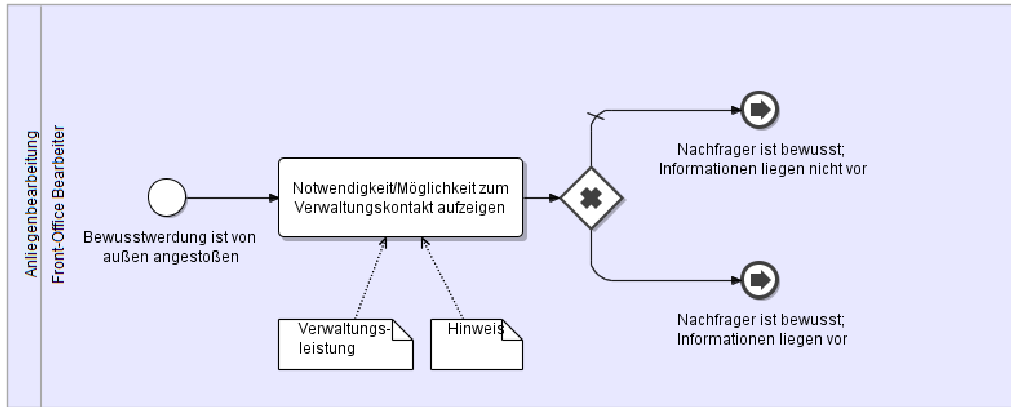 Anliegenbearbeitung
Front-Office Bearbeiter
Bewusstwerdung ist von
außen angestoßen
Notwendigkeit/Möglichkeit zum
Verwaltungskontakt aufzeigen
Verwaltungs-
leistung
Hinweis
Nachfrager ist bewusst;
Informationen liegen nicht vor
Nachfrager ist bewusst;
Informationen liegen vor